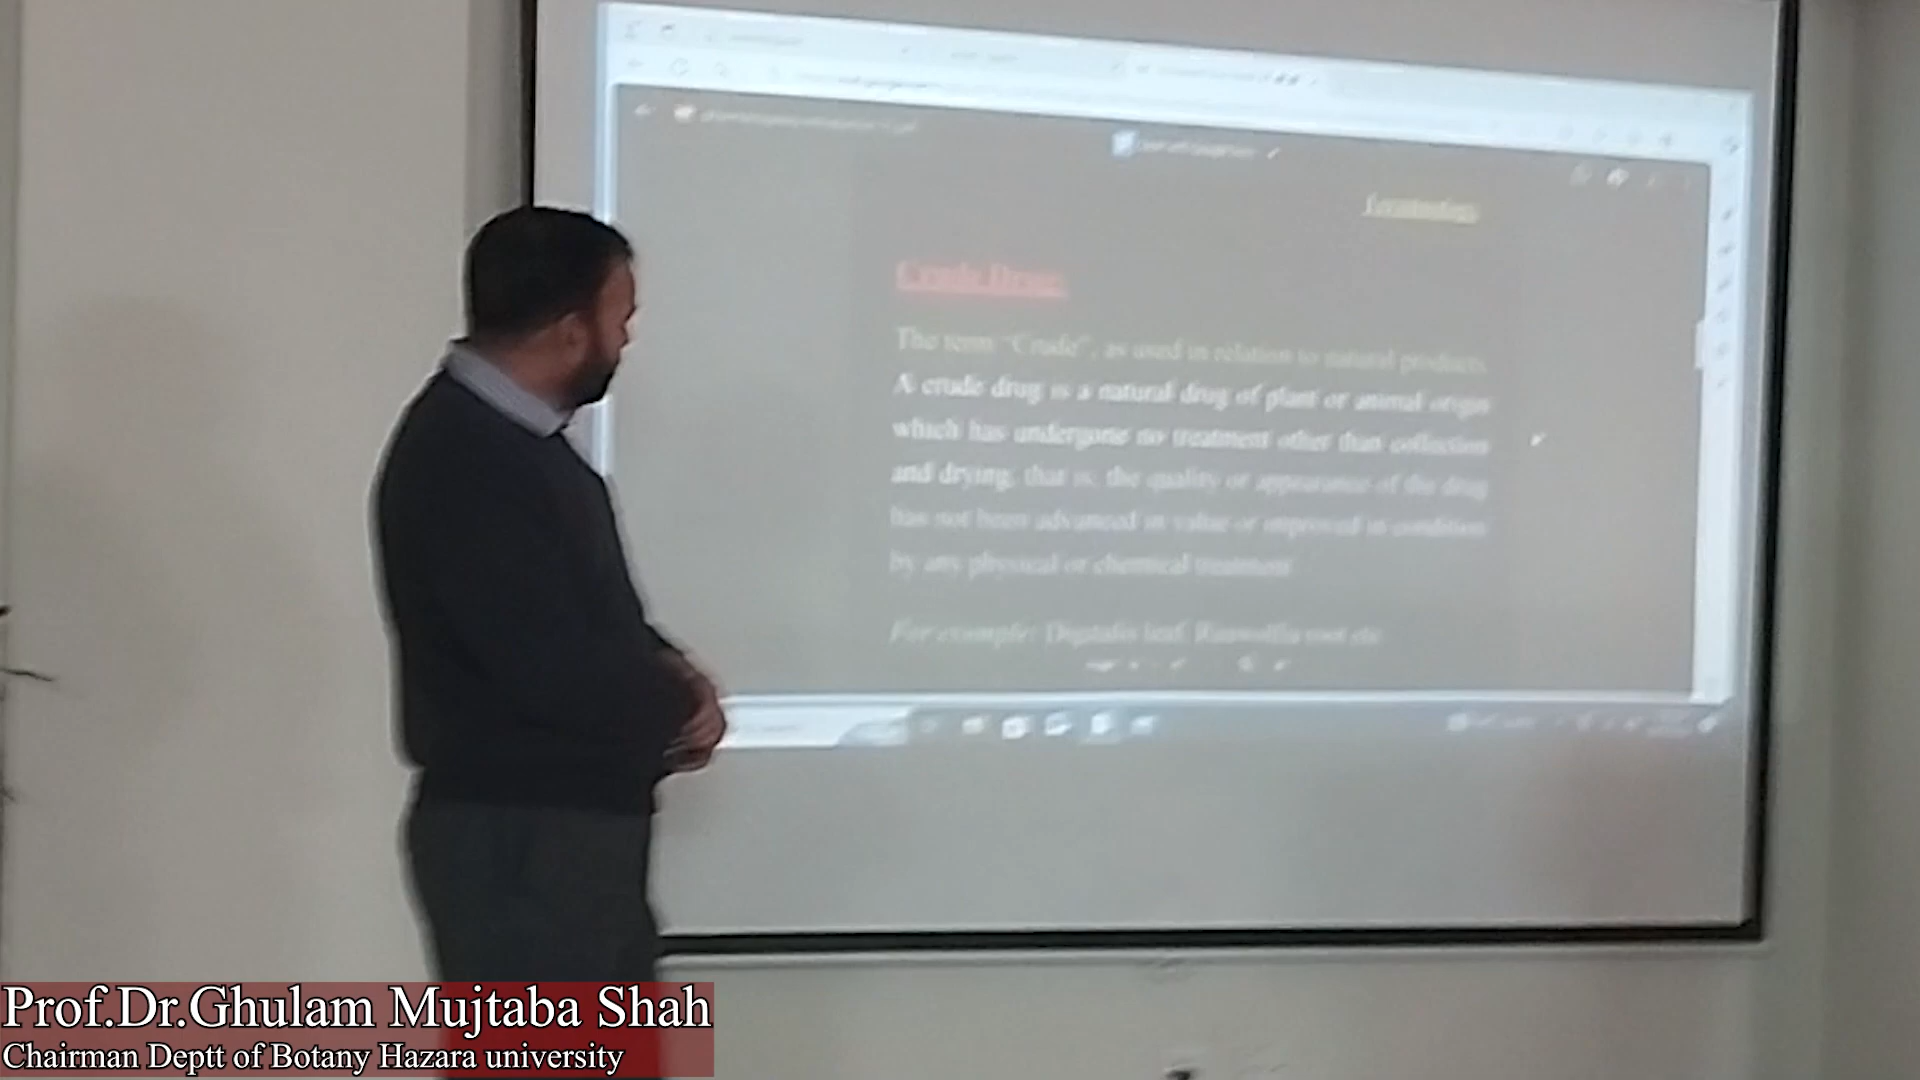 Terminology
Crude Drug:
The term "Crude", as used in relation to natural products
A crude drug is a natural drug of plant or animal origin
which has undergone no treatment other than collection
and drying, that is; the quality or appearance of the drug
has not been advanced in value or improved in condition
by any physical or chemical treatment
For example: Digitalis leaf, Rauwolfia root etc
Prof.Dr.Ghulam Mujtaba Shah
Chairman Deptt of Botany Hazara university